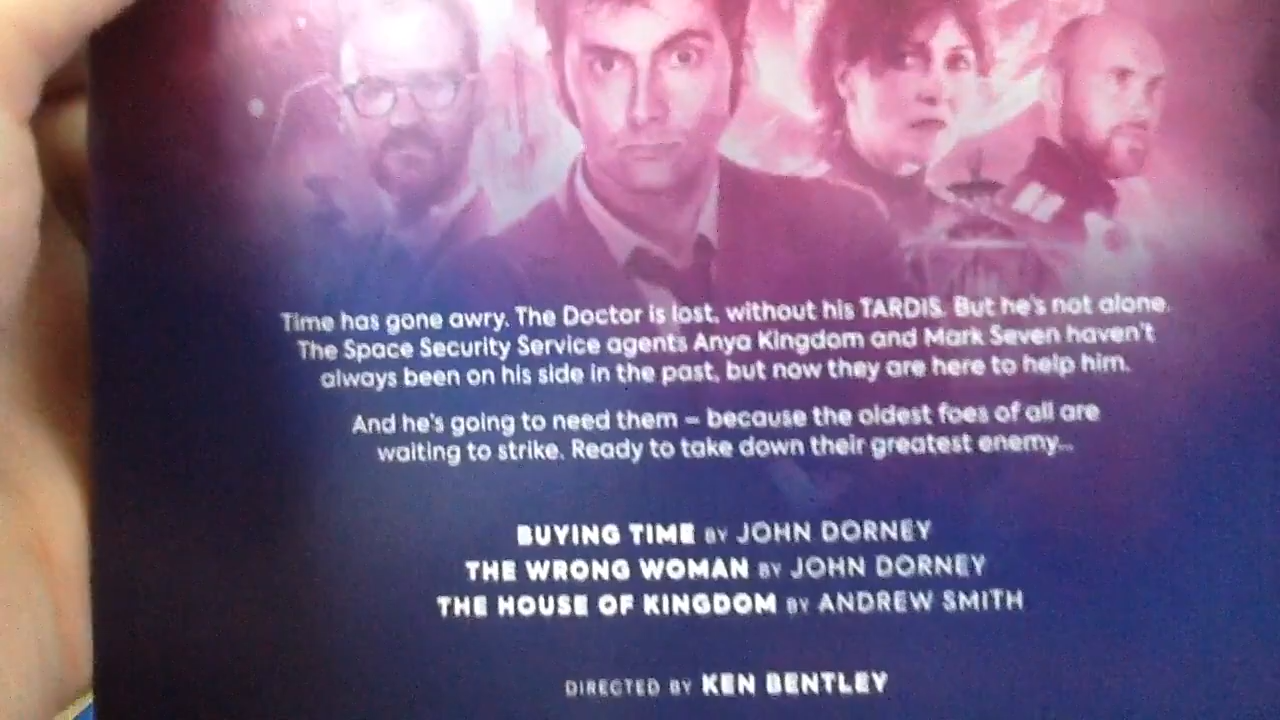 Time has gone awry. The Doctor is lost, without his TARDIS. But he's not alone.
The Space Security Service agents Anya Kingdom and Mark Seven haven't
always been on his side in the past, but now they are here to help him.
And he's going to need them – because the oldest foes of all are
waiting to strike. Ready to take down their greatest enemy...
BUYING TIME BY JOHN DORNEY
THE WRONG WOMAN BY JOHN DORNEY
THE HOUSE OF KINGDOM BY ANDREW SMITH
DIRECTED BY KEN BENTLEY